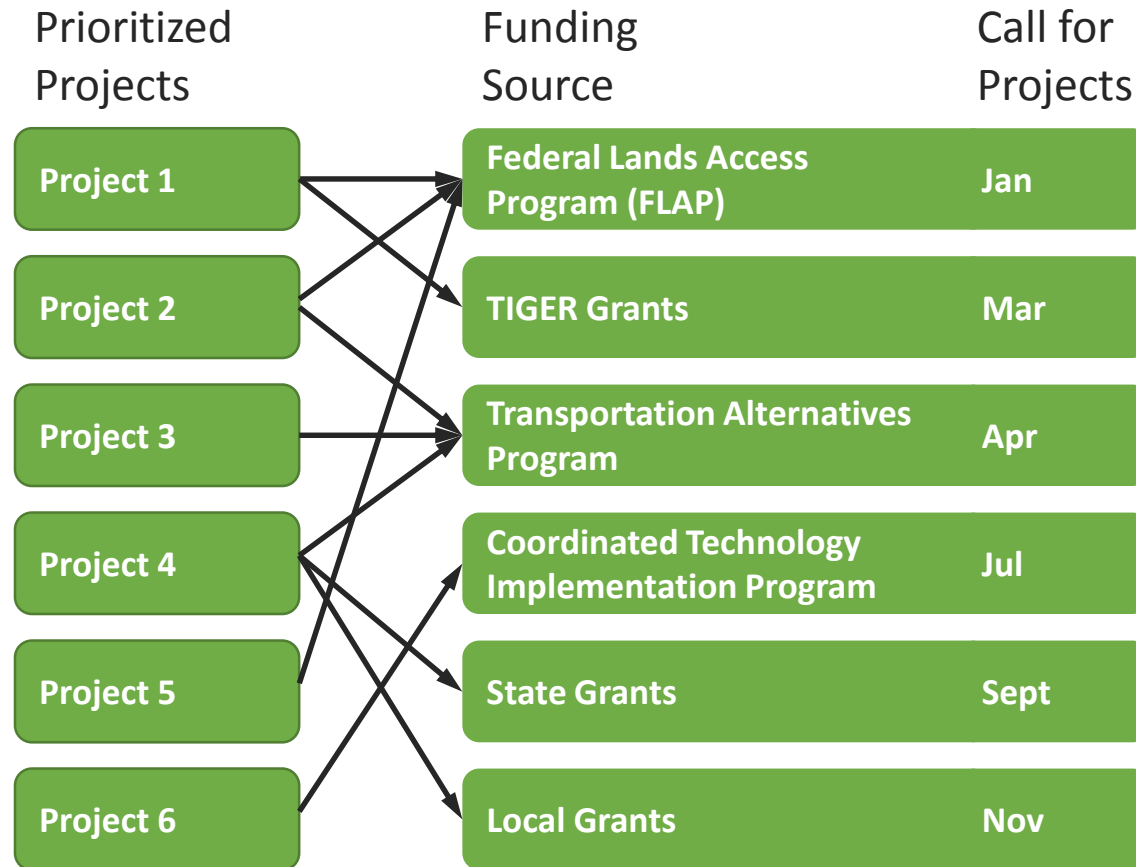 Prioritized
Projects
Funding
Source
Call for
Projects
Project 1
Federal Lands Access
Program (FLAP)
Jan
Project 2
TIGER Grants
Mar
Project 3
Transportation Alternatives
Program
Apr
Project 4
Coordinated Technology
Implementation Program
Jul
Project 5
State Grants
Sept
Project 6
Local Grants
Nov